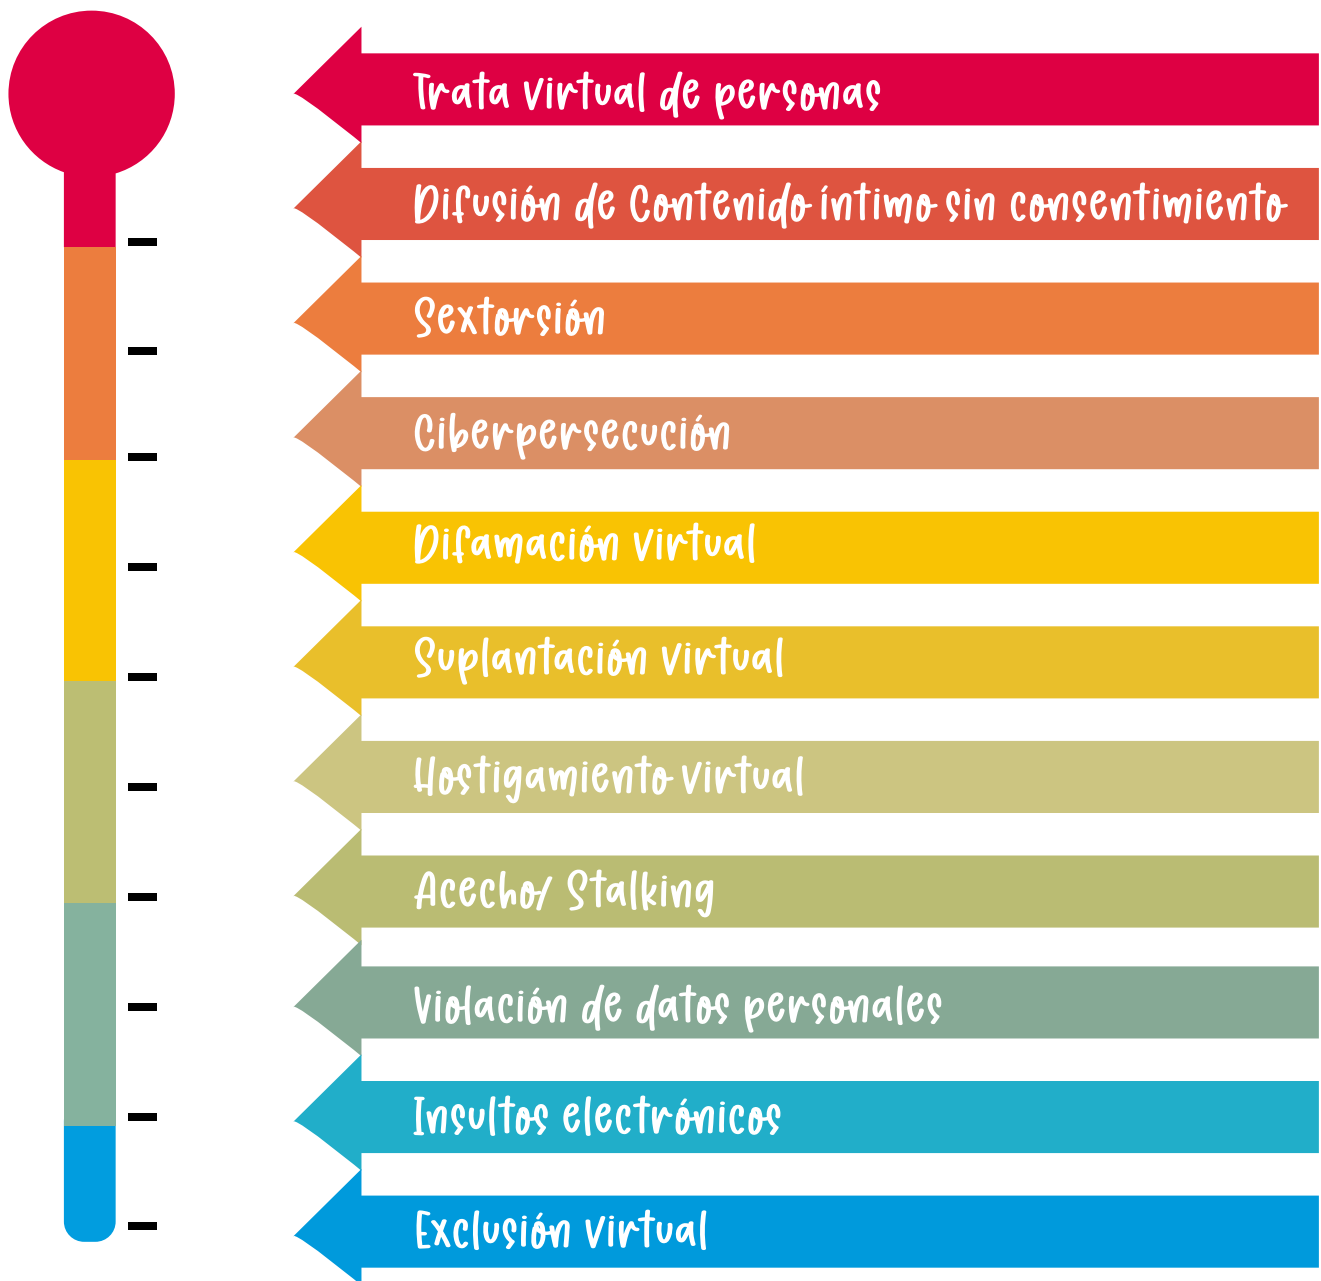 Trata virtual de personas
Difusión de Contenido íntimo sin consentimiento
Sextorsión
Ciberpersecución
Difamación virtual
Suplantación virtual
Hostigamiento virtual
Acecho/ Stalking
Violación de datos personales
Insultos electrónicos
Exclusión virtual